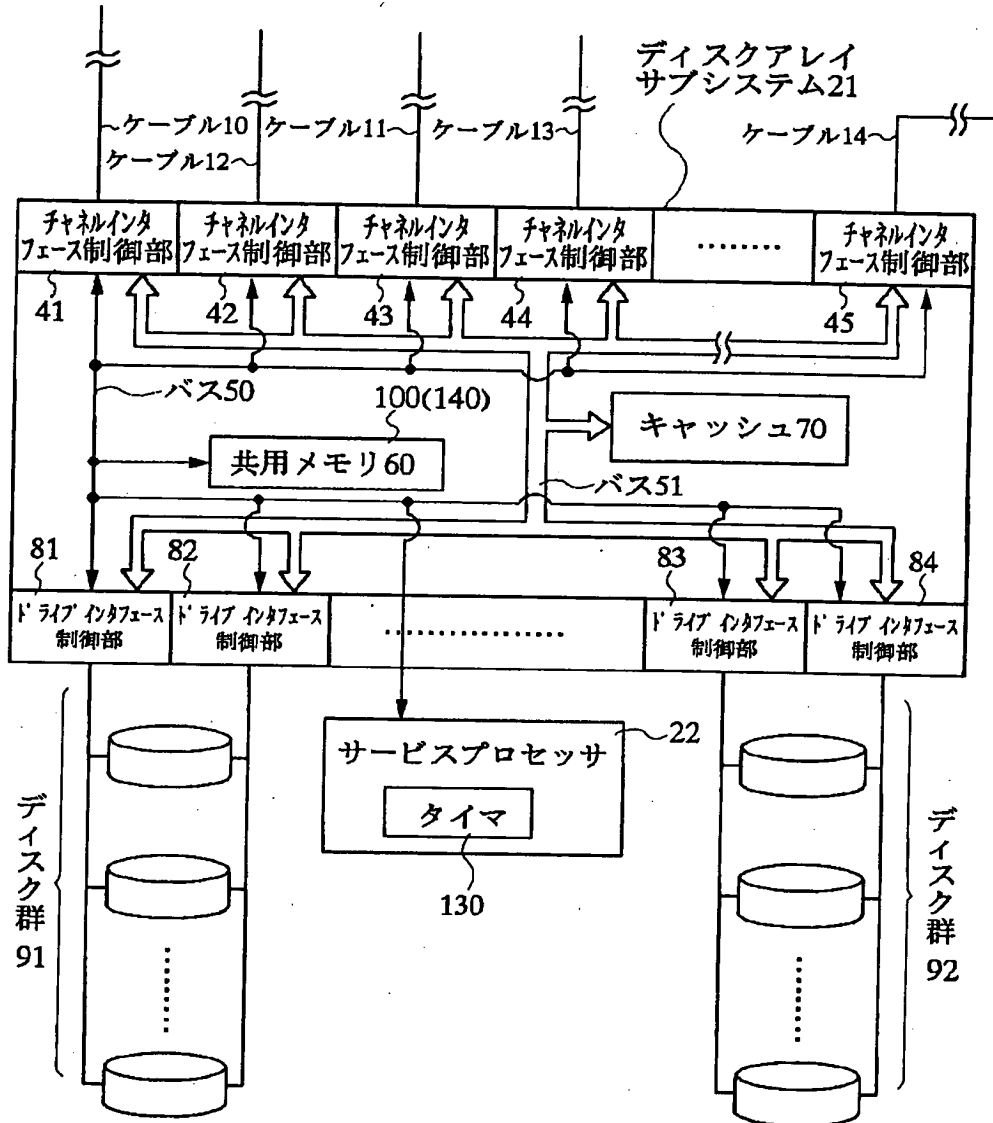 ディスクアレイ
サブシステム21
ケーブル10
ケーブル11
ケーブル13
ケーブル14
ケーブル12
チャネルインタ
フェース制御部
チャネルインタ
フェース制御部
チャネルインタ
フェース制御部
チャネルインタ
フェース制御部
………
チャネルインタ
フェース制御部
41
42
43
44
45
バス50
100(140)
共用メモリ60
キャッシュ70
バス51
81
82
83
84
ドライブインタフェース
制御部
ドライブインタフェース
制御部
………………
ドライブインタフェース
制御部
ドライブインタフェース
制御部
サービスプロセッサ
22
タイマ
130
ディスク群
91
ディスク群
92